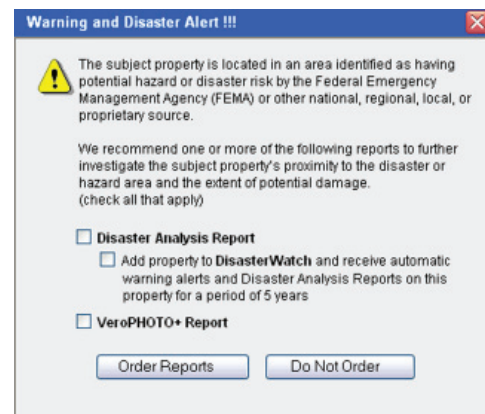 Warning and Disaster Alert !!!
The subject property is located in an area identified as having
potential hazard or disaster risk by the Federal Emergency
Management Agency (FEMA) or other national, regional, local, or
proprietary source.
We recommend one or more of the following reports to further
investigate the subject property's proximity to the disaster or
hazard area and the extent of potential damage.
(check all that apply)
Disaster Analysis Report
Add property to DisasterWatch and receive automatic
warning alerts and Disaster Analysis Reports on this
property for a period of 5 years
VeroPHOTO+ Report
Order Reports
Do Not Order